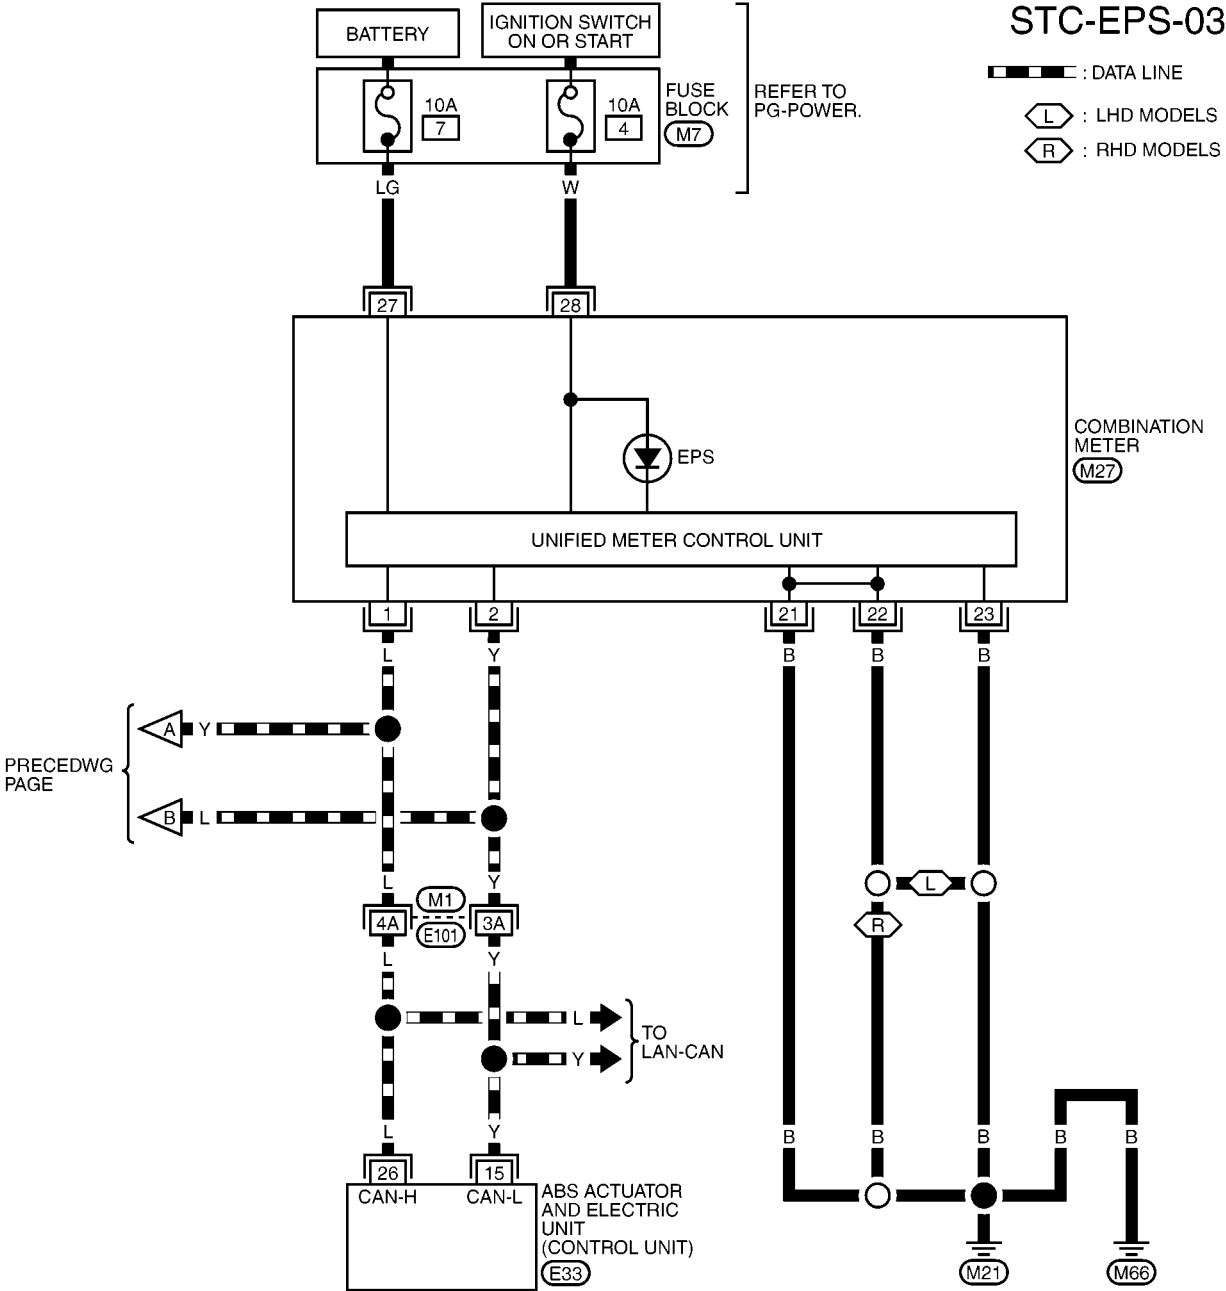 STC-EPS-03
BATTERY
IGNITION SWITCH
ON OR START
: DATA LINE
L : LHD MODELS
R : RHD MODELS
10A
7
10A
4
FUSE
BLOCK
M7
REFER TO
PG-POWER.
LG
W
27
28
EPS
COMBINATION
METER
M27
UNIFIED METER CONTROL UNIT
1
2
21
22
23
L
Y
B
B
B
A
Y
PRECEDWG
PAGE
B
L
L
Y
L
R
4A
M1
E101
3A
L
Y
L
Y
TO
LAN-CAN
L
Y
B
B
B
B
B
26
15
CAN-H
CAN-L
ABS ACTUATOR
AND ELECTRIC
UNIT
(CONTROL UNIT)
E33
M21
M66